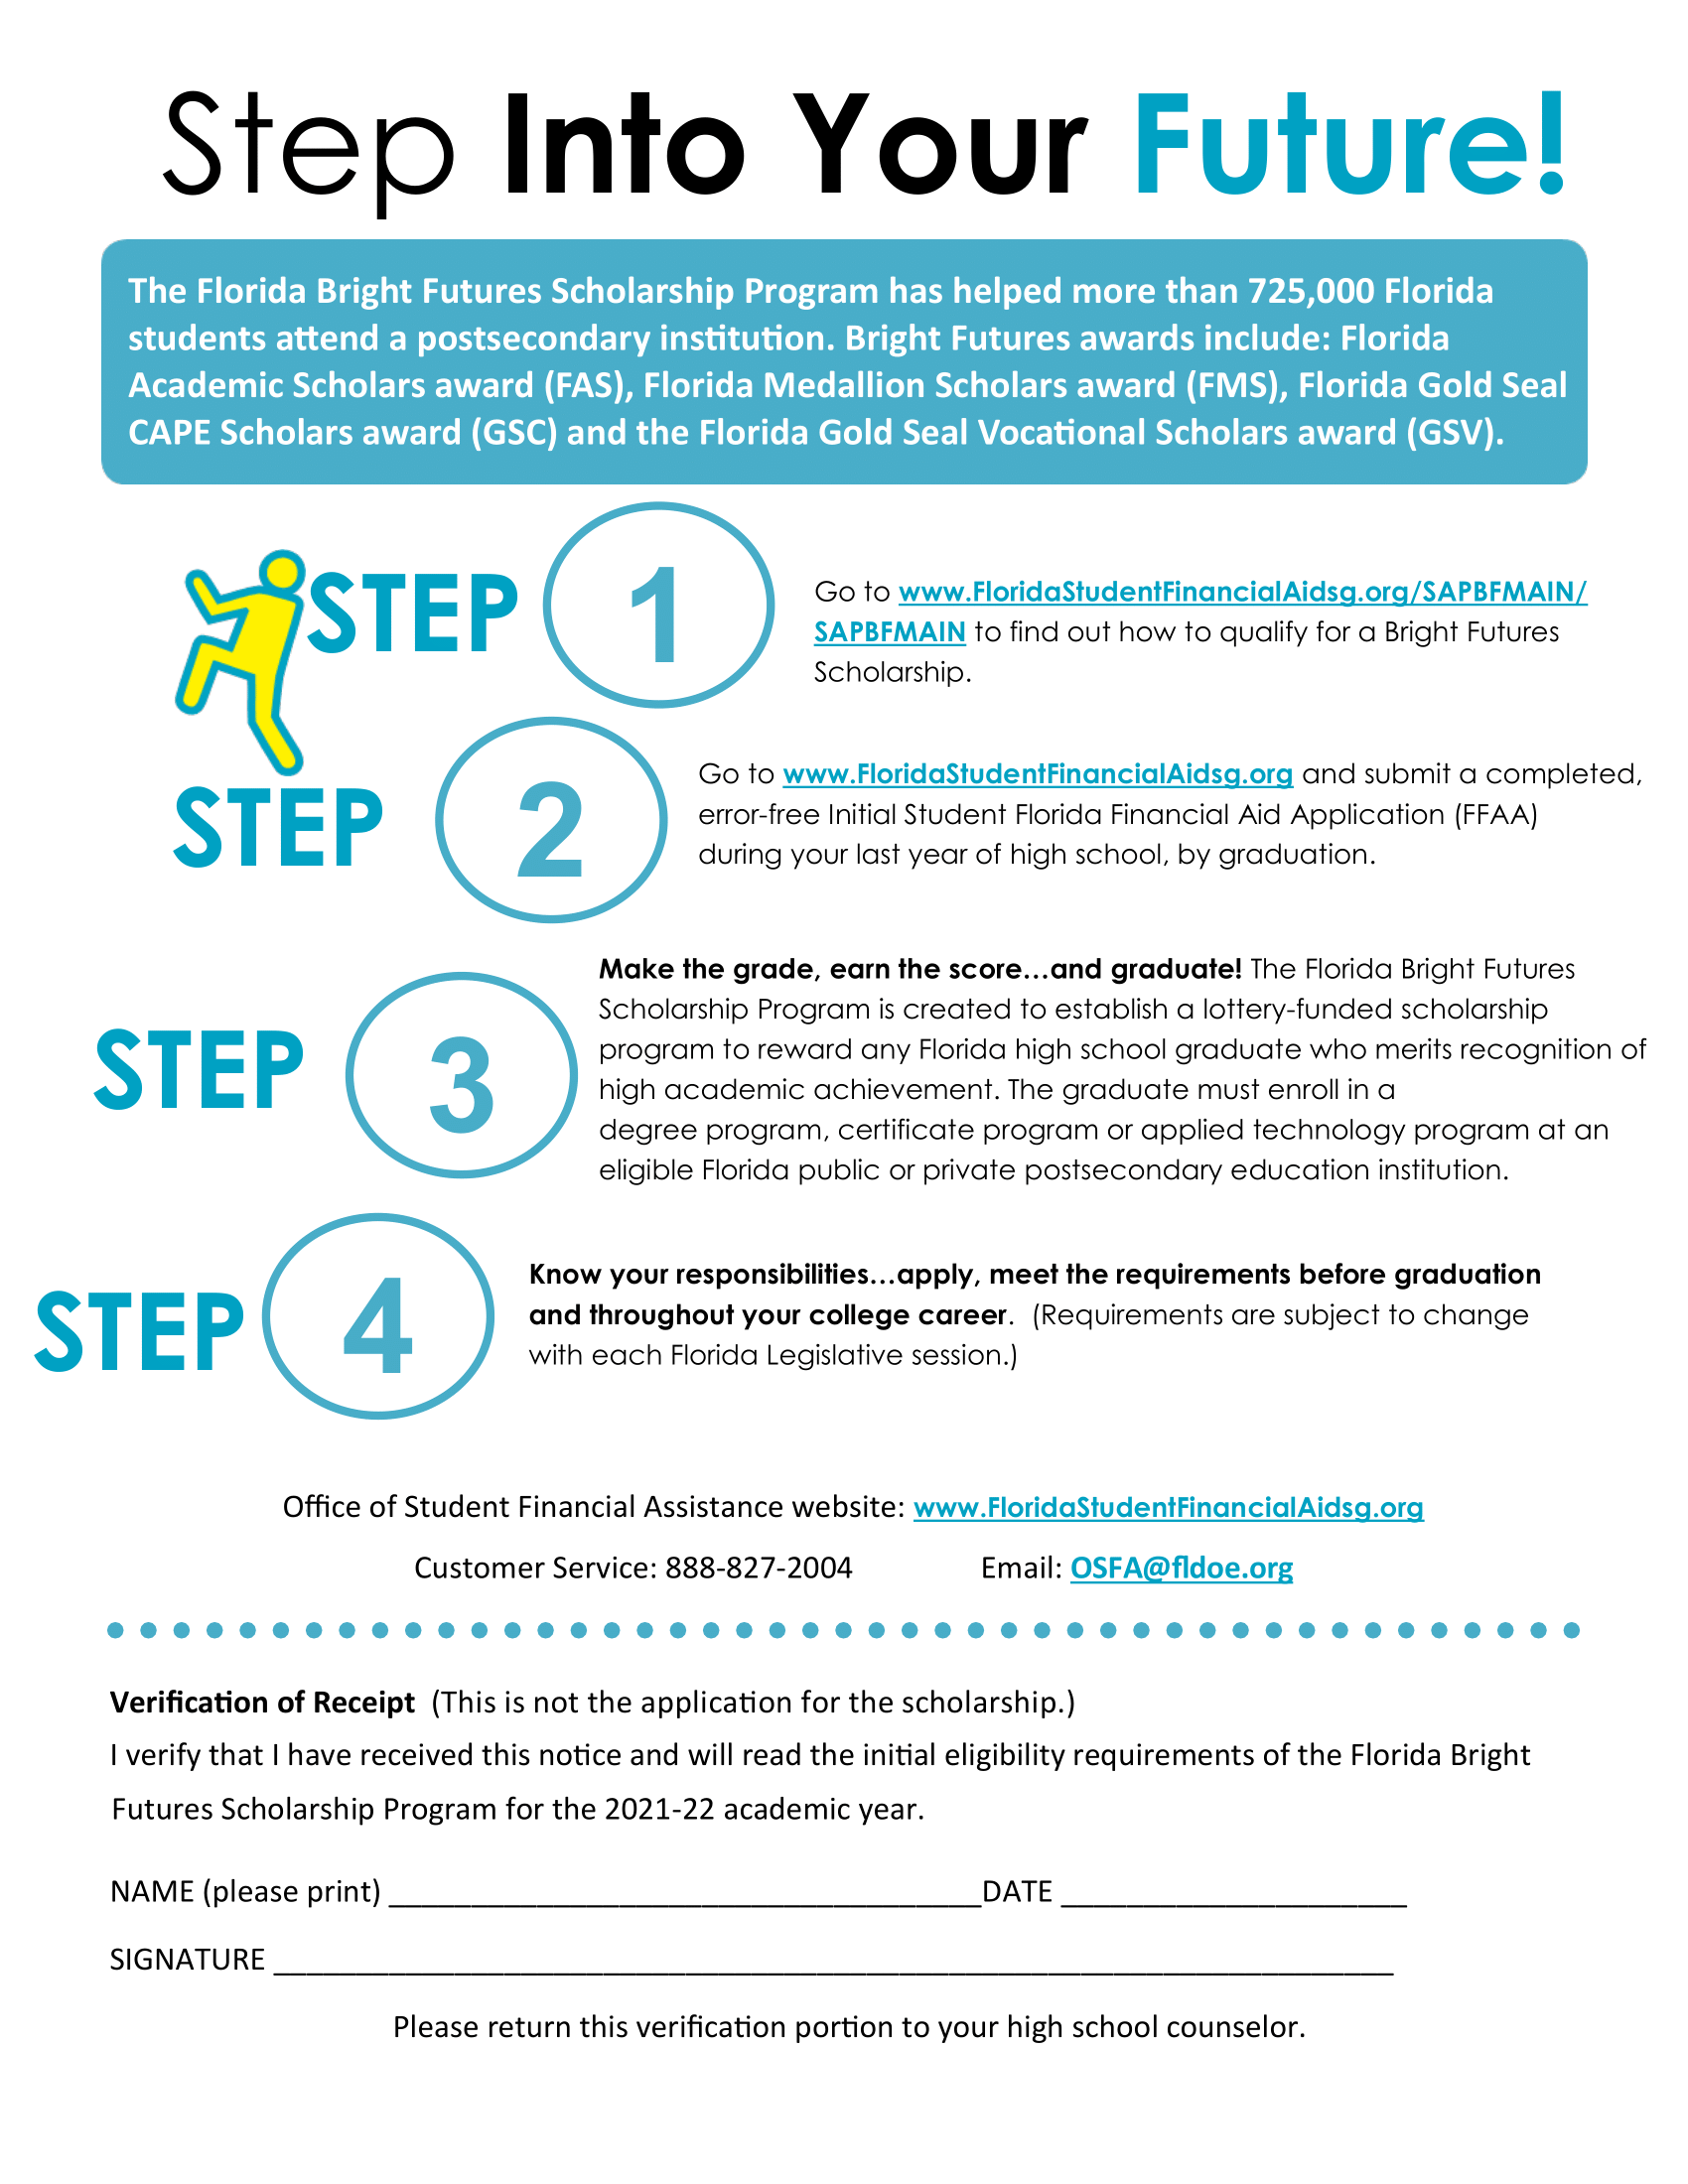 Step Into Your Future!
The Florida Bright Futures Scholarship Program has helped more than 725,000 Florida
students attend a postsecondary institution. Bright Futures awards include: Florida
Academic Scholars award (FAS), Florida Medallion Scholars award (FMS), Florida Gold Seal
CAPE Scholars award (GSC) and the Florida Gold Seal Vocational Scholars award (GSV).
STEP 1
Go to www.FloridaStudentFinancialAidsg.org/SAPBFMAIN/
SAPBFMAIN to find out how to qualify for a Bright Futures
Scholarship.
STEP 2
Go to www.FloridaStudentFinancialAidsg.org and submit a completed,
error-free Initial Student Florida Financial Aid Application (FFAA)
during your last year of high school, by graduation.
STEP 3
Make the grade, earn the score...and graduate! The Florida Bright Futures
Scholarship Program is created to establish a lottery-funded scholarship
program to reward any Florida high school graduate who merits recognition of
high academic achievement. The graduate must enroll in a
degree program, certificate program or applied technology program at an
eligible Florida public or private postsecondary education institution.
STEP 4
Know your responsibilities...apply, meet the requirements before graduation
and throughout your college career.  (Requirements are subject to change
with each Florida Legislative session.)
Office of Student Financial Assistance website: www.FloridaStudentFinancialAidsg.org
Customer Service: 888-827-2004 Email: OSFA@fldoe.org
Verification of Receipt  (This is not the application for the scholarship.)
I verify that I have received this notice and will read the initial eligibility requirements of the Florida Bright
Futures Scholarship Program for the 2021-22 academic year.
NAME (please print) ____________________________________DATE _____________________
SIGNATURE ____________________________________________________________________
Please return this verification portion to your high school counselor.